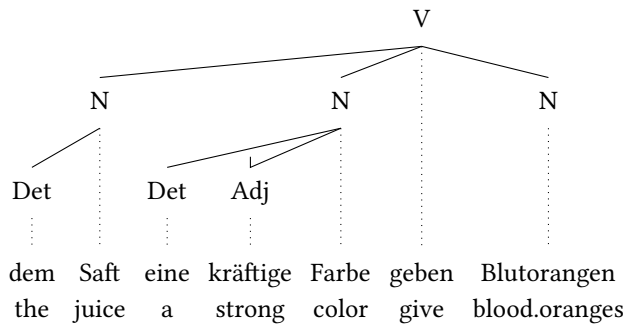 V
N N N
Det Det Adj
dem Saft eine kräftige Farbe geben Blutorangen
the juice a strong color give blood.oranges